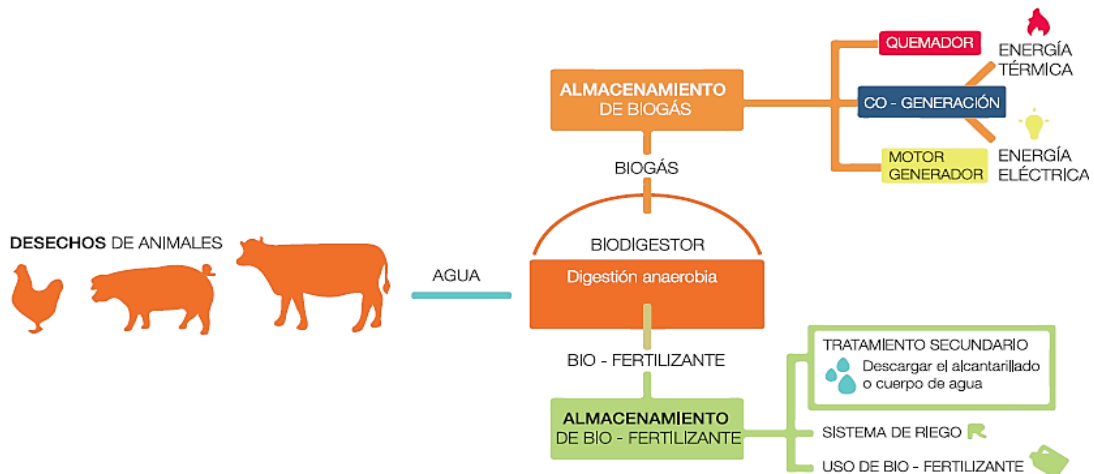 DESECHOS DE ANIMALES
AGUA
ALMACENAMIENTO
DE BIOGÁS
BIOGÁS
BIODIGESTOR
Digestión anaerobia
BIO - FERTILIZANTE
ALMACENAMIENTO
DE BIO - FERTILIZANTE
QUEMADOR
CO - GENERACIÓN
MOTOR
GENERADOR
ENERGÍA
TÉRMICA
ENERGÍA
ELÉCTRICA
TRATAMIENTO SECUNDARIO
Descargar el alcantarillado
o cuerpo de agua
SISTEMA DE RIEGO
USO DE BIO - FERTILIZANTE